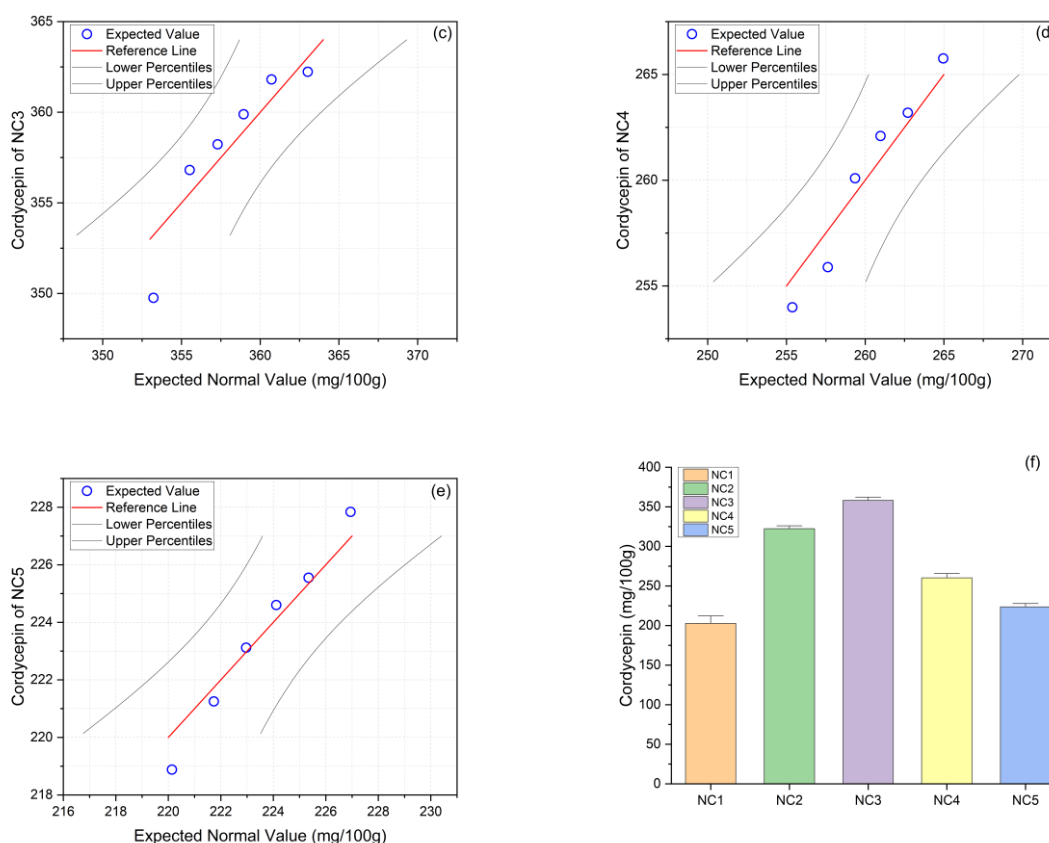 (c)
Expected Value
Reference Line
Lower Percentiles
Upper Percentiles
365
360
355
350
Cordycepin of NC3
350 355 360 365 370
Expected Normal Value (mg/100g)
(d)
Expected Value
Reference Line
Lower Percentiles
Upper Percentiles
265
260
255
Cordycepin of NC4
250 255 260 265 270
Expected Normal Value (mg/100g)
(e)
Expected Value
Reference Line
Lower Percentiles
Upper Percentiles
228
226
224
222
220
218
Cordycepin of NC5
216 218 220 222 224 226 228 230
Expected Normal Value (mg/100g)
(f)
NC1
NC2
NC3
NC4
NC5
400
350
300
250
200
150
100
50
0
Cordycepin (mg/100g)
NC1 NC2 NC3 NC4 NC5